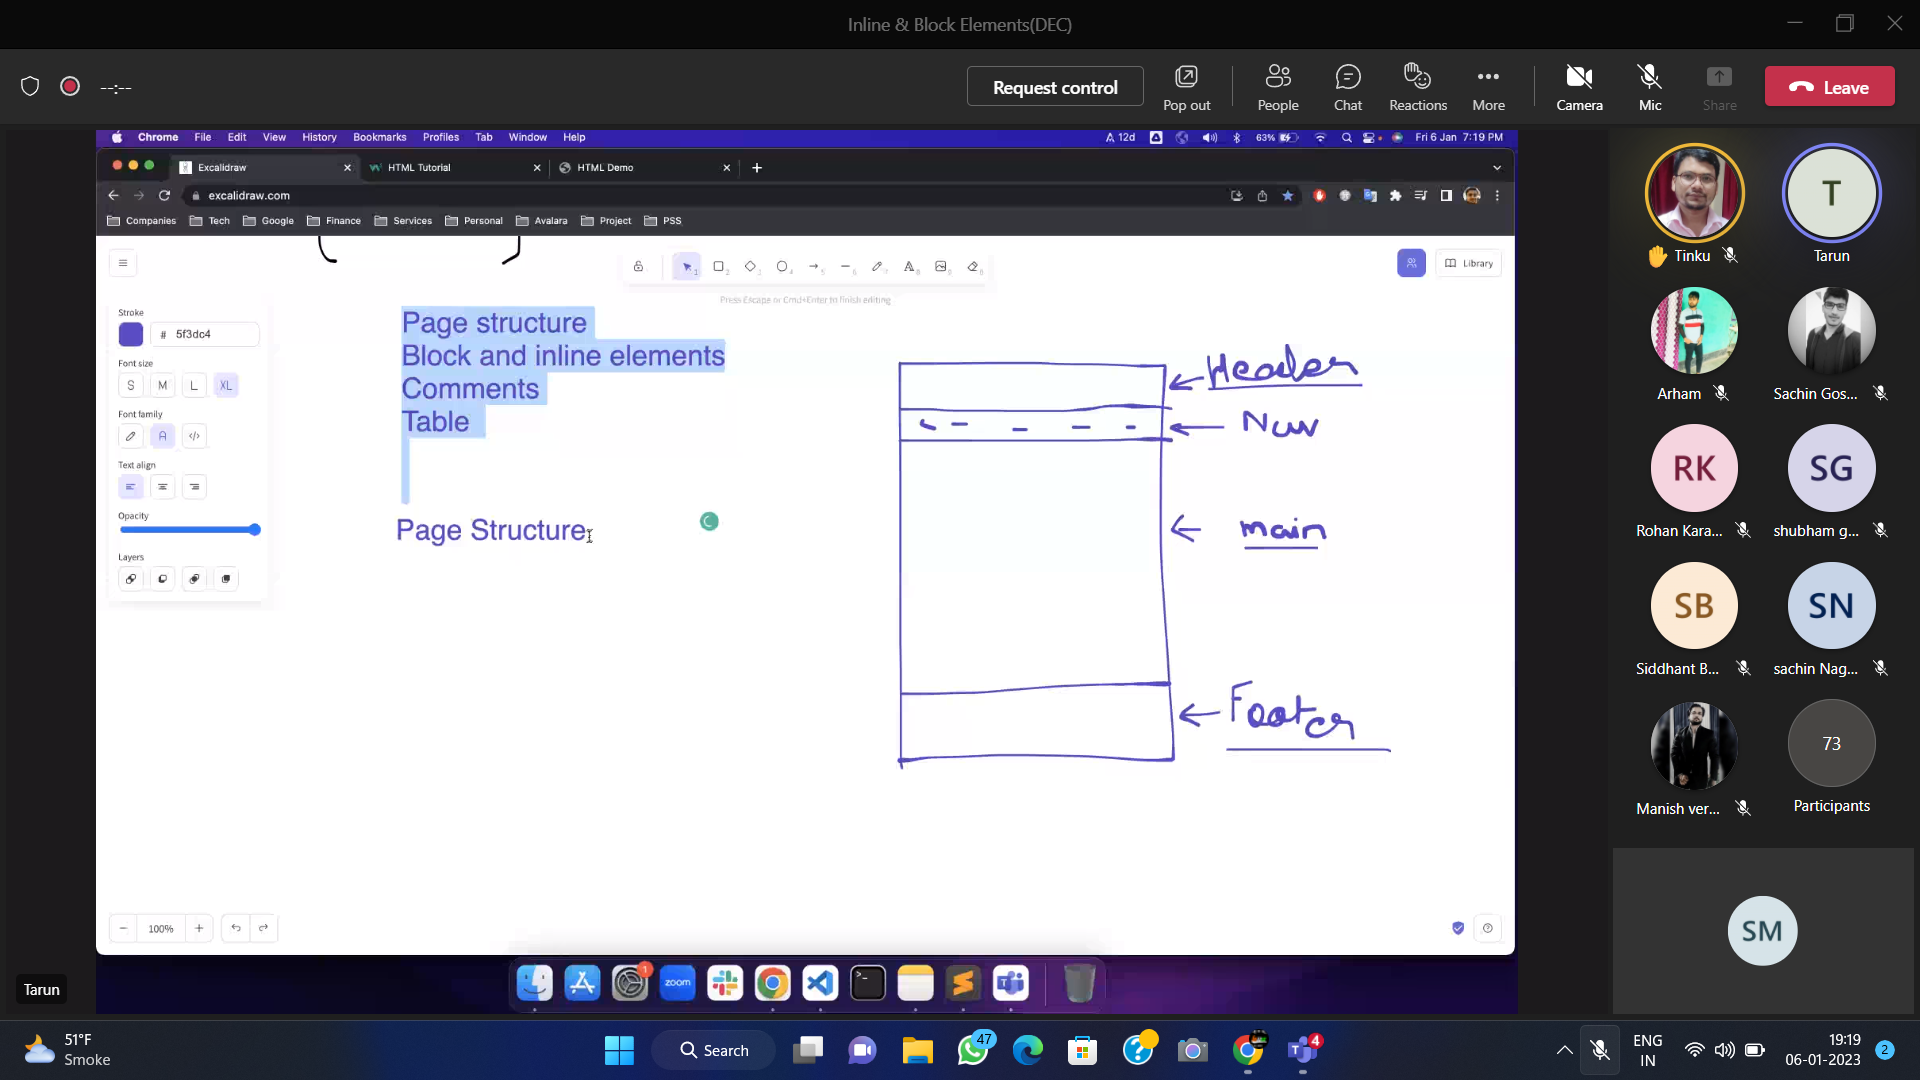 Inline & Block Elements(DEC)
--:--
Request control
Pop out
People
Chat
Reactions
More
Camera
Mic
Share
Leave
Chrome File Edit View History Bookmarks Profiles Tab Window Help
12d 63% Fri 6 Jan 7:19 PM
Excalidraw
HTML Tutorial
HTML Demo
excalidraw.com
Companies Tech Google Finance Services Personal Avalara Project PSS
Library
Press Escape or Cmd+Enter to finish editing
Stroke
# 5f3dc4
Font size
S M L XL
Font family
A </>
Text align
Opacity
Layers
Page structure
Block and inline elements
Comments
Table
Page Structure
Header
Nav
main
Footer
100%
Tinku
T
Tarun
Arham
Sachin Gos...
RK
Rohan Kara...
SG
shubham g...
SB
Siddhant B...
SN
sachin Nag...
Manish ver...
73
Participants
SM
Tarun
1
zoom
51°F
Smoke
Search
47
4
ENG
IN
19:19
06-01-2023
2